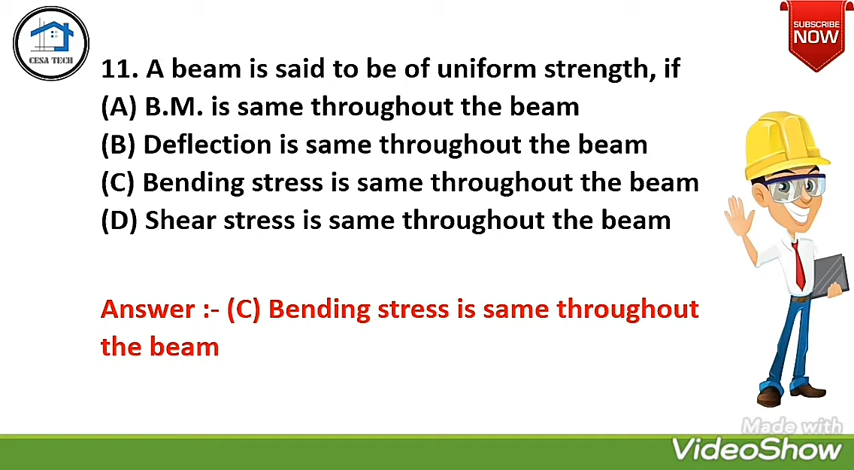 CESA TECH
SUBSCRIBE
NOW
11. A beam is said to be of uniform strength, if
(A) B.M. is same throughout the beam
(B) Deflection is same throughout the beam
(C) Bending stress is same throughout the beam
(D) Shear stress is same throughout the beam
Answer :- (C) Bending stress is same throughout
the beam
Made with
VideoShow